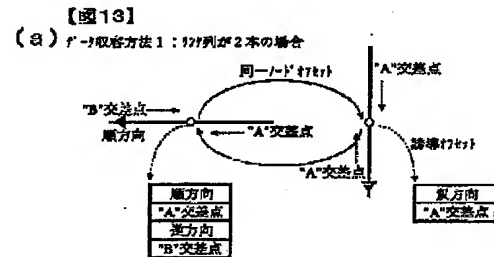 【図13】
(a) ﾃﾞｰﾀ収容方法1：ﾘﾝｸ列が2本の場合
"A"交差点
同一ﾉｰﾄﾞｵﾌｾｯﾄ
"B"交差点
順方向
"A"交差点
"A"交差点
誘導ｵﾌｾｯﾄ
順方向
"A"交差点
逆方向
"B"交差点
"A"交差点